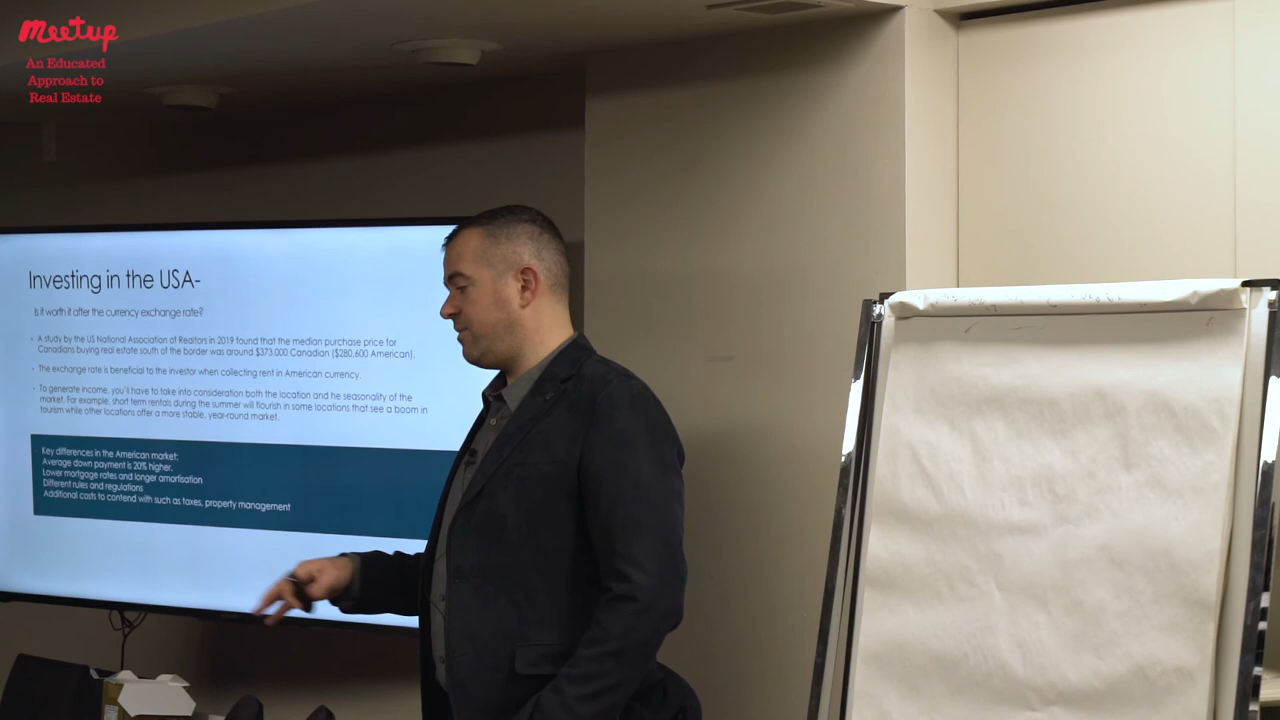 Meetup
An Educated
Approach to
Real Estate
Investing in the USA-
Is it worth it after the currency exchange rate?
• A study by the US National Association of Realtors in 2019 found that the median purchase price for
Canadians buying real estate south of the border was around $373,000 Canadian ($280,600 American).
• The exchange rate is beneficial to the investor when collecting rent in American currency.
• To generate income, you'll have to take into consideration both the location and he seasonality of the
market. For example, short term rentals during the summer will flourish in some locations that see a boom in
tourism while other locations offer a more stable, year-round market.
• Key differences in the American market:
Average down payment is 20% higher.
Lower mortgage rates and longer amortisation
Different rules and regulations
Additional costs to contend with such as taxes, property management